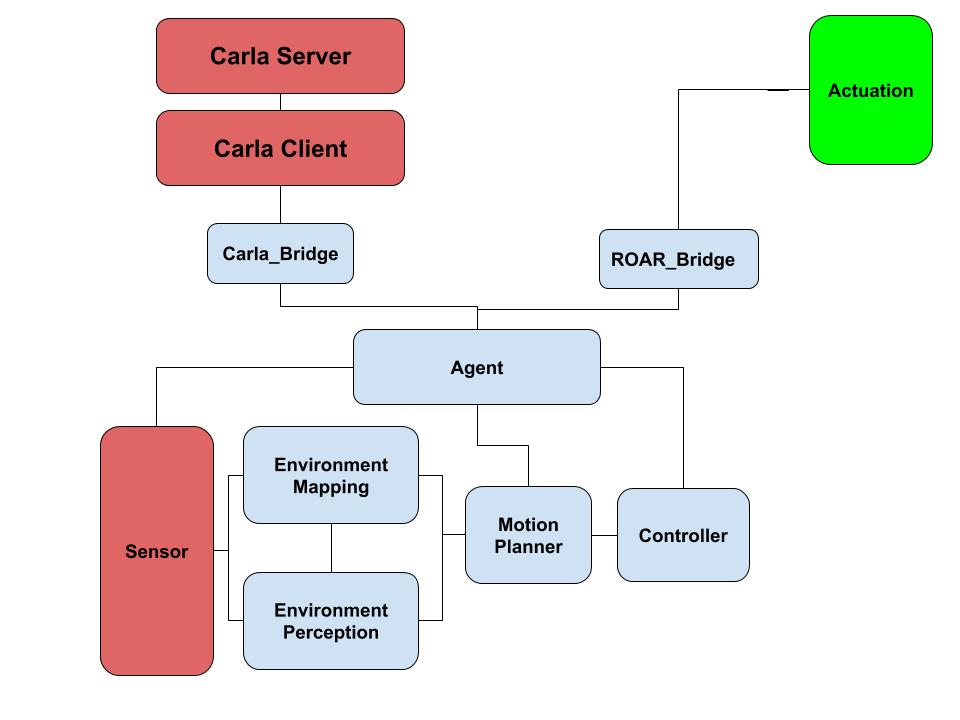 Carla Server
Actuation
Carla Client
Carla_Bridge
ROAR_Bridge
Agent
Environment
Mapping
Sensor
Motion
Planner
Controller
Environment
Perception